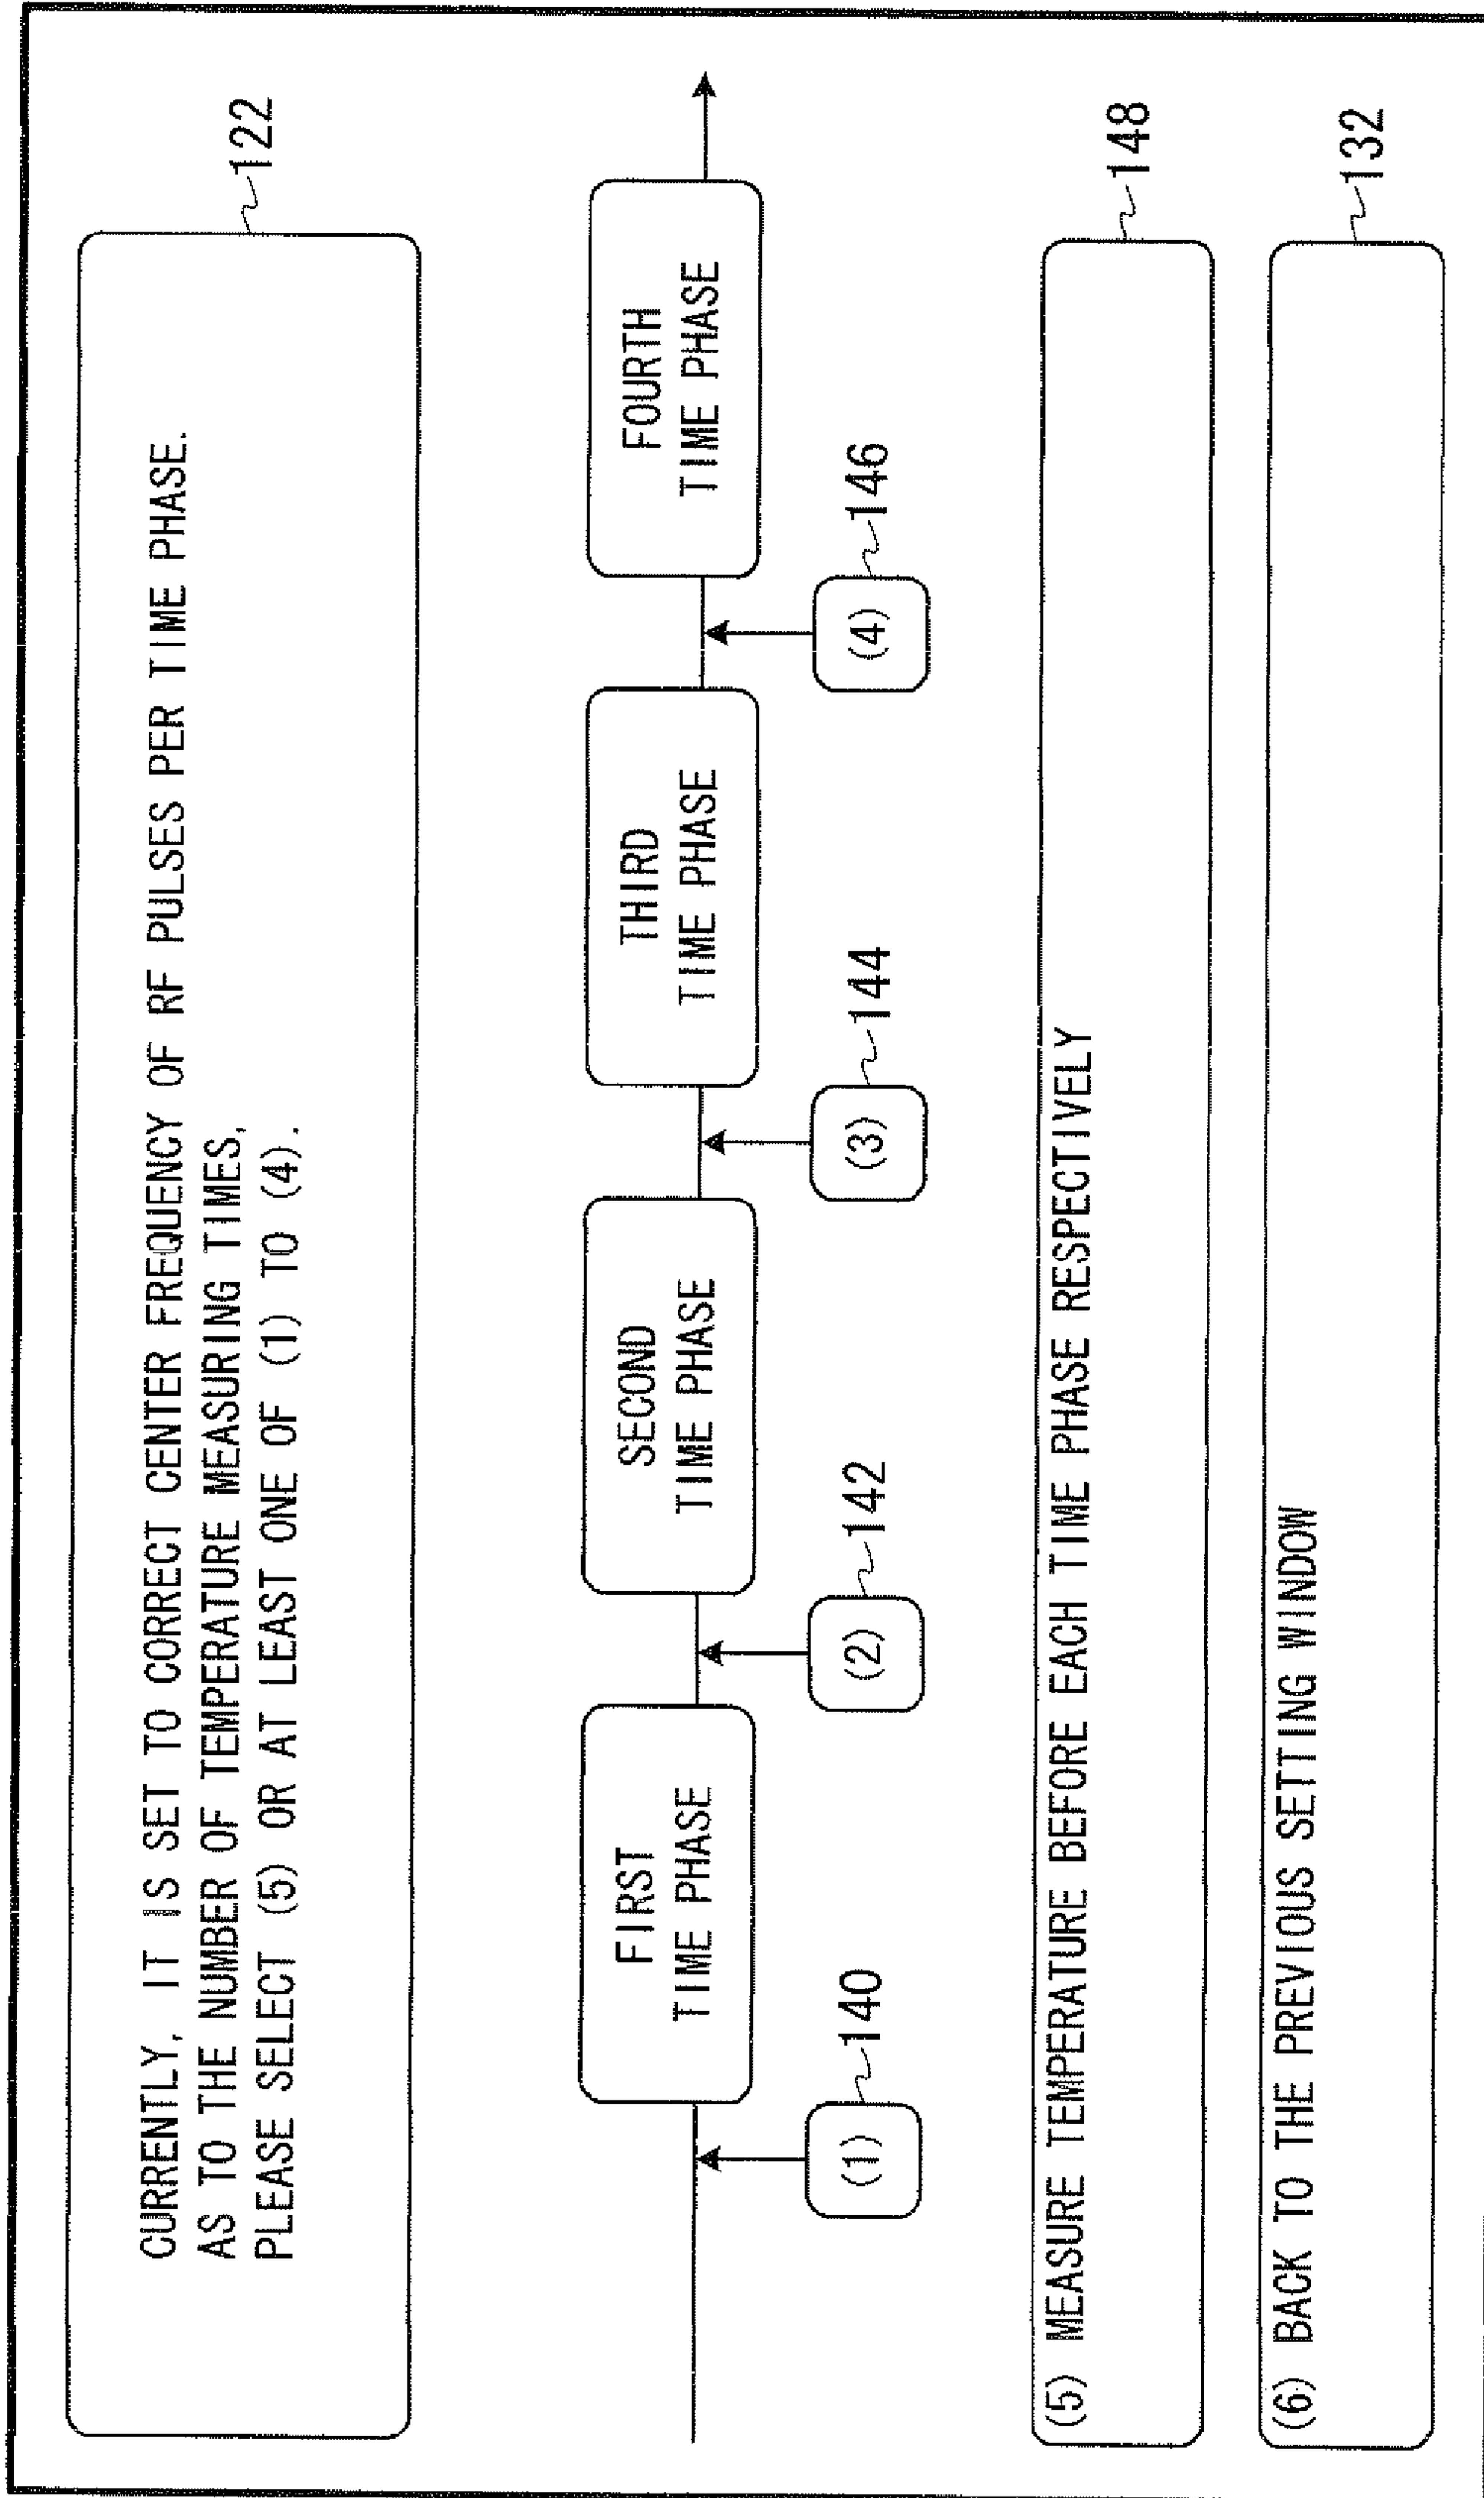 CURRENTLY, IT IS SET TO CORRECT CENTER FREQUENCY OF RF PULSES PER TIME PHASE.
AS TO THE NUMBER OF TEMPERATURE MEASURING TIMES,
PLEASE SELECT (5) OR AT LEAST ONE OF (1) TO (4).
122
FIRST
TIME PHASE
SECOND
TIME PHASE
THIRD
TIME PHASE
FOURTH
TIME PHASE
(1)
140
(2)
142
(3)
144
(4)
146
(5) MEASURE TEMPERATURE BEFORE EACH TIME PHASE RESPECTIVELY
148
(6) BACK TO THE PREVIOUS SETTING WINDOW
132